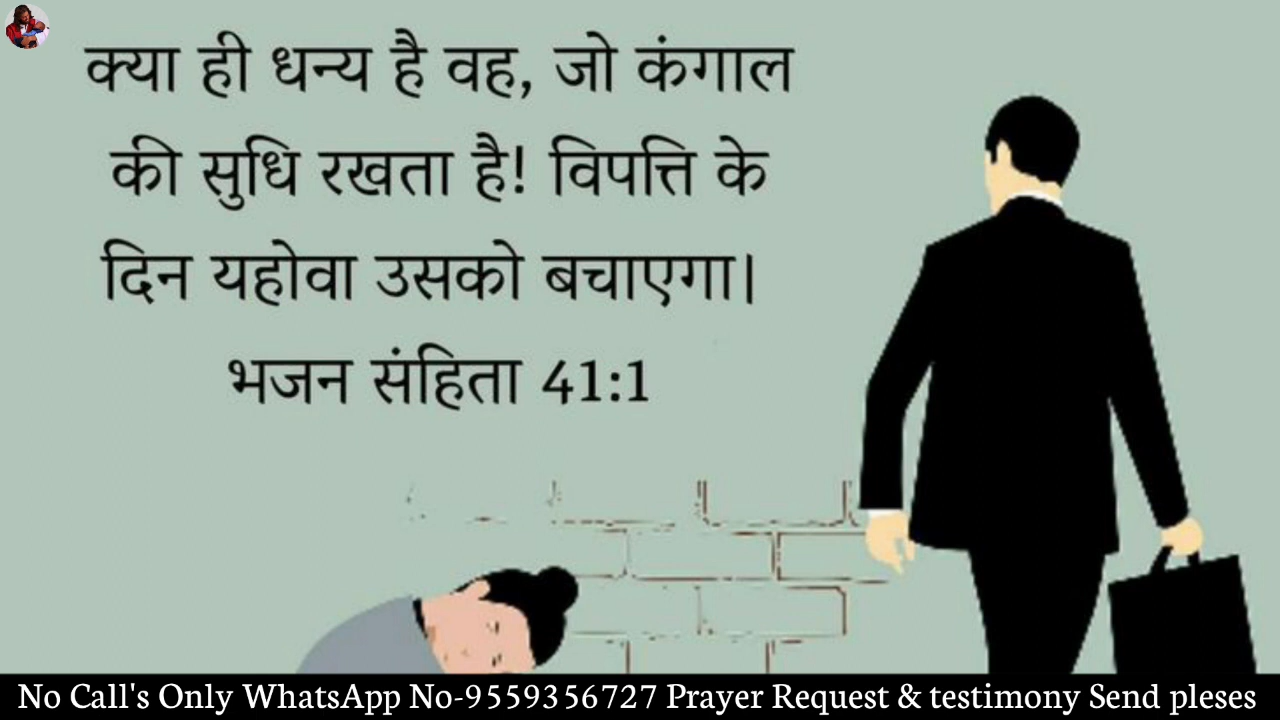 क्या ही धन्य है वह, जो कंगाल
की सुधि रखता है! विपत्ति के
दिन यहोवा उसको बचाएगा।
भजन संहिता 41:1
No Call's Only WhatsApp No-9559356727 Prayer Request & testimony Send pleses